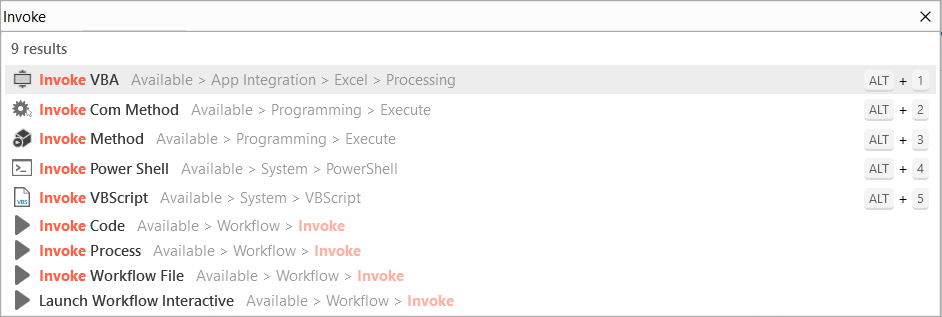 Invoke
9 results
Invoke VBA Available > App Integration > Excel > Processing ALT + 1
Invoke Com Method Available > Programming > Execute ALT + 2
Invoke Method Available > Programming > Execute ALT + 3
Invoke Power Shell Available > System > PowerShell ALT + 4
VBS Invoke VBScript Available > System > VBScript ALT + 5
Invoke Code Available > Workflow > Invoke
Invoke Process Available > Workflow > Invoke
Invoke Workflow File Available > Workflow > Invoke
Launch Workflow Interactive Available > Workflow > Invoke